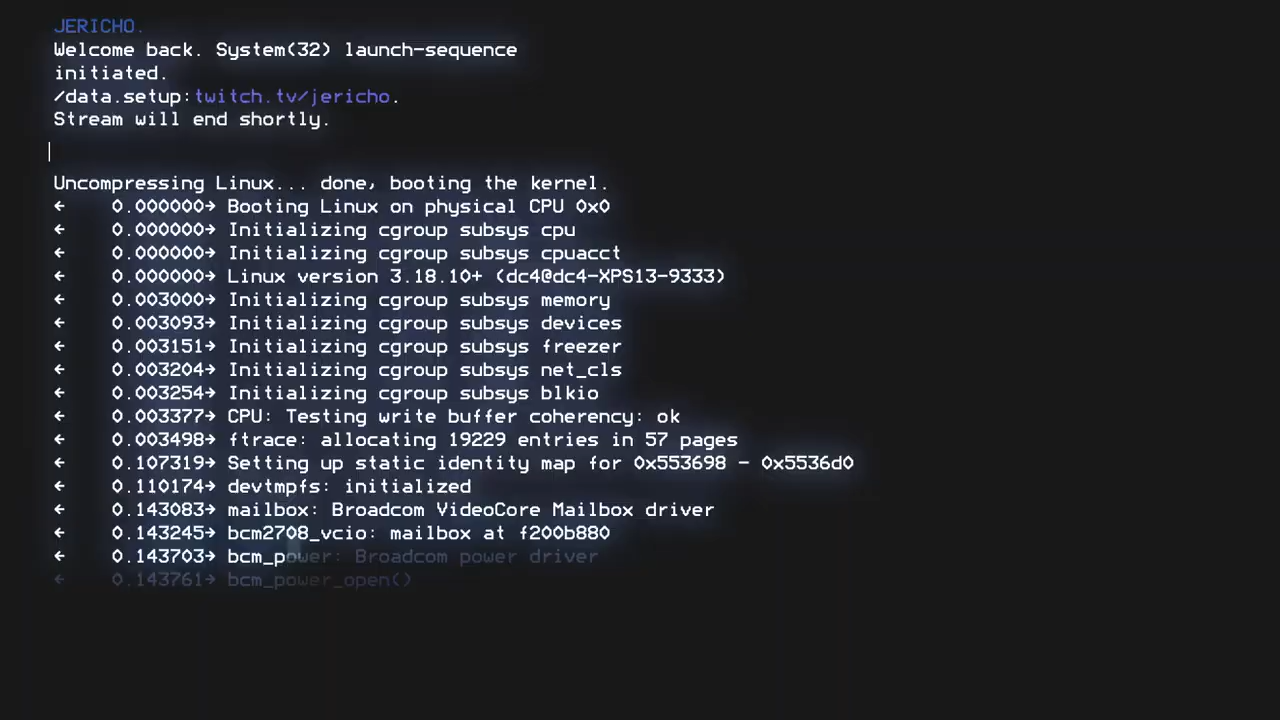 JERICHO.
Welcome back. System(32) launch-sequence
initiated.
/data.setup:twitch.tv/jericho.
Stream will end shortly.
Uncompressing Linux... done, booting the kernel.
← 0.000000→ Booting Linux on physical CPU 0x0
← 0.000000→ Initializing cgroup subsys cpu
← 0.000000→ Initializing cgroup subsys cpuacct
← 0.000000→ Linux version 3.18.10+ (dc4@dc4-XPS13-9333)
← 0.003000→ Initializing cgroup subsys memory
← 0.003093→ Initializing cgroup subsys devices
← 0.003151→ Initializing cgroup subsys freezer
← 0.003204→ Initializing cgroup subsys net_cls
← 0.003254→ Initializing cgroup subsys blkio
← 0.003377→ CPU: Testing write buffer coherency: ok
← 0.003498→ ftrace: allocating 19229 entries in 57 pages
← 0.107319→ Setting up static identity map for 0x553698 - 0x5536d0
← 0.110174→ devtmpfs: initialized
← 0.143083→ mailbox: Broadcom VideoCore Mailbox driver
← 0.143245→ bcm2708_vcio: mailbox at f200b880
← 0.143703→ bcm_power: Broadcom power driver
← 0.143761→ bcm_power_open()